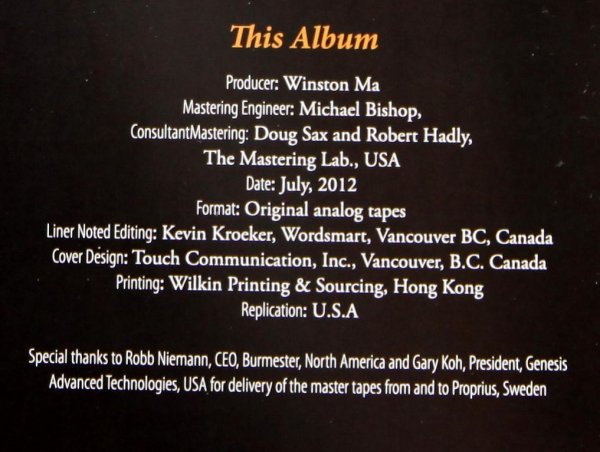 This Album
Producer: Winston Ma
Mastering Engineer: Michael Bishop,
ConsultantMastering: Doug Sax and Robert Hadly,
The Mastering Lab., USA
Date: July, 2012
Format: Original analog tapes
Liner Noted Editing: Kevin Kroeker, Wordsmart, Vancouver BC, Canada
Cover Design: Touch Communication, Inc., Vancouver, B.C. Canada
Printing: Wilkin Printing & Sourcing, Hong Kong
Replication: U.S.A
Special thanks to Robb Niemann, CEO, Burmester, North America and Gary Koh, President, Genesis
Advanced Technologies, USA for delivery of the master tapes from and to Proprius, Sweden